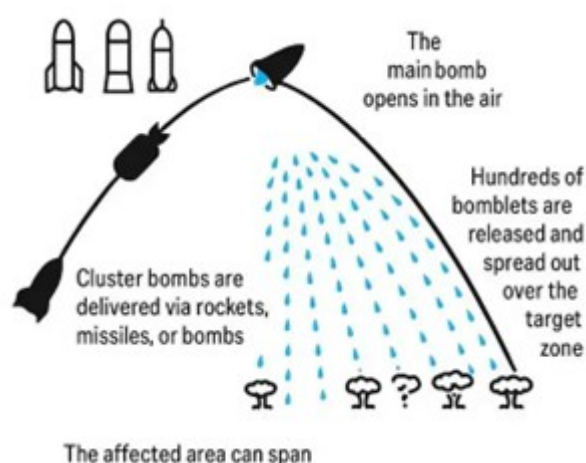 The
main bomb
opens in the air
Hundreds of
bomblets are
released and
spread out
over the
target
zone
Cluster bombs are
delivered via rockets,
missiles, or bombs
The affected area can span